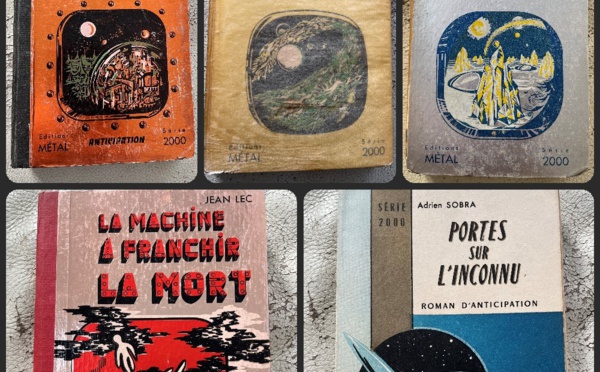 Editions
MÉTAL
ANTICIPATION
Série
2000
Editions
MÉTAL
Série
2000
Editions
MÉTAL
Série
2000
JEAN LEC
LA MACHINE
A FRANCHIR
LA MORT
SÉRIE
2000
Adrien SOBRA
PORTES
SUR
L'INCONNU
ROMAN D'ANTICIPATION